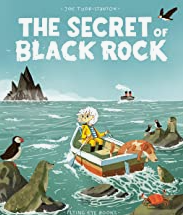 JOE TODD-STANTON
THE SECRET OF
BLACK ROCK
FLYING EYE BOOKS